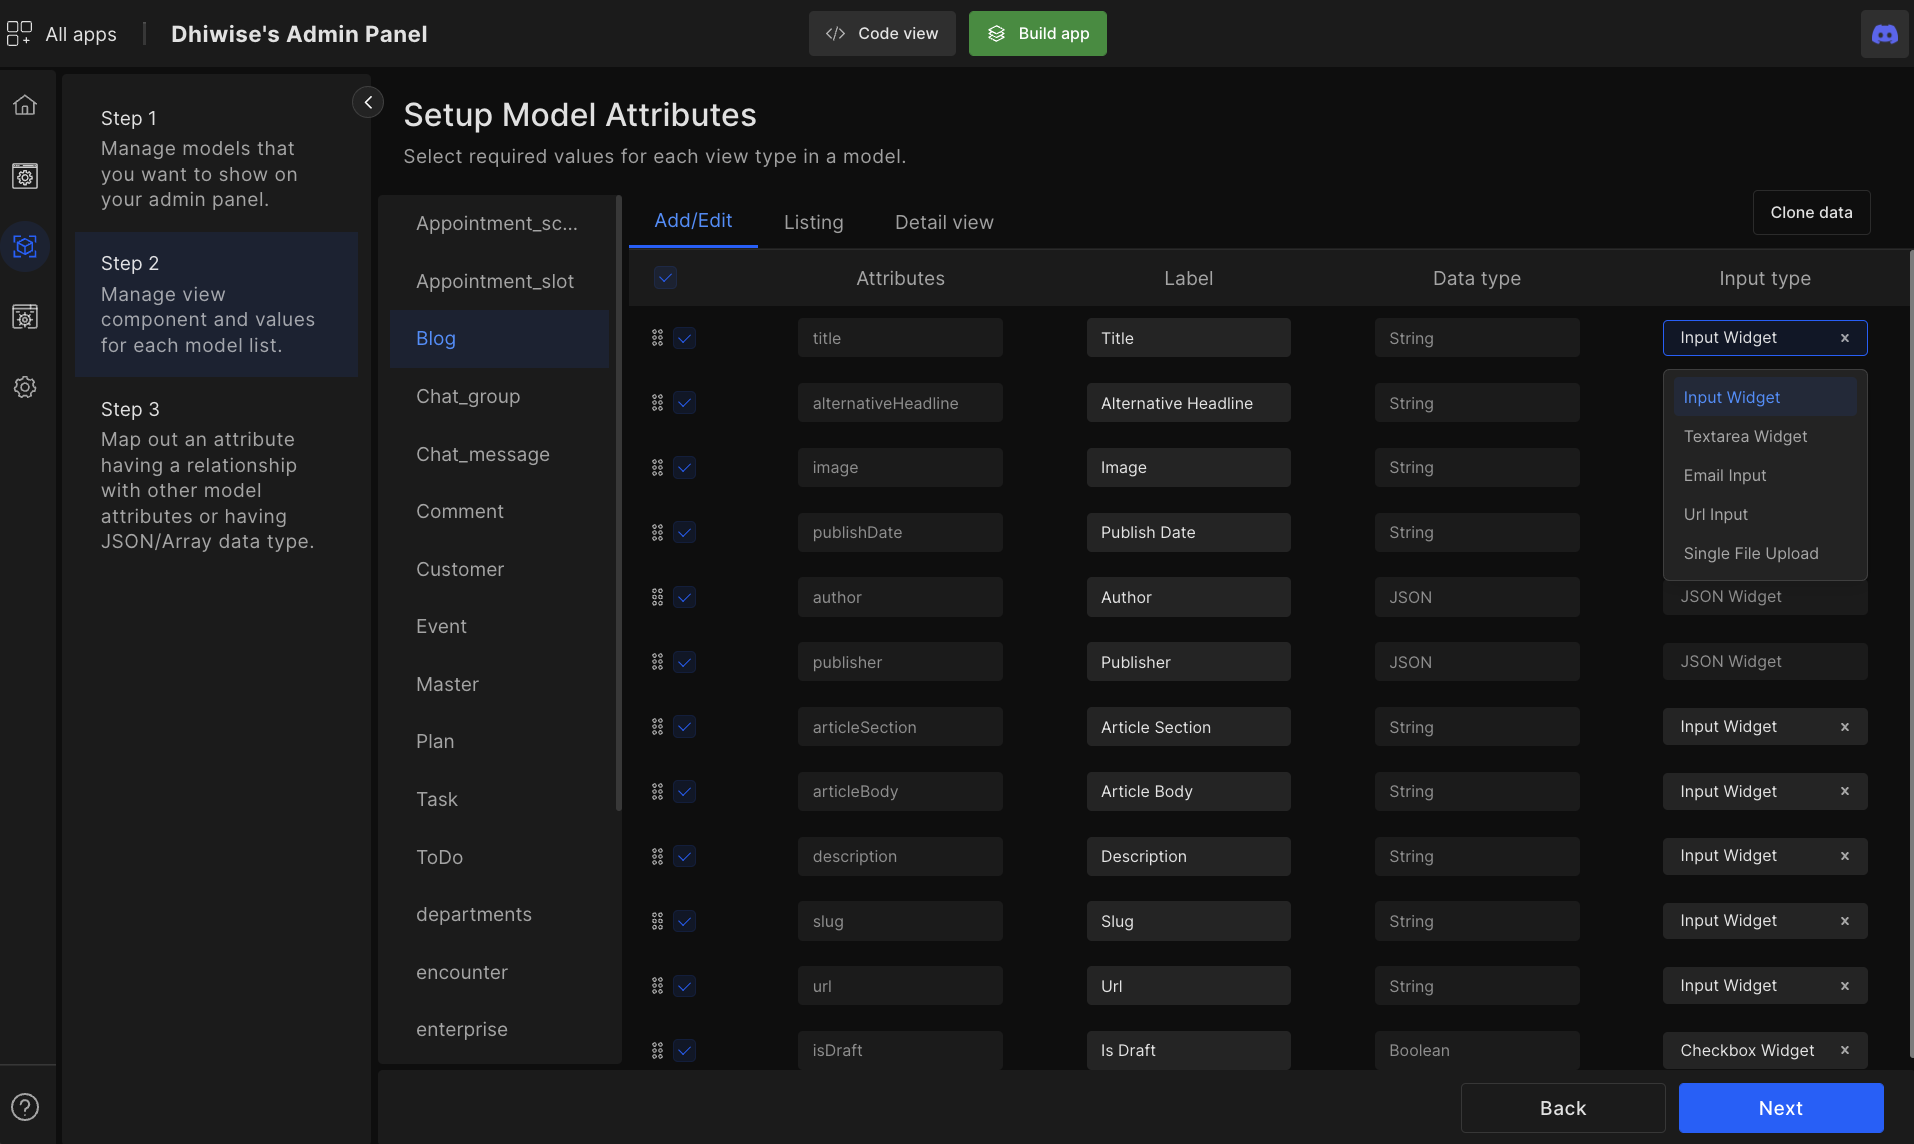 All apps
Dhiwise's Admin Panel
</> Code view
Build app
Step 1
Manage models that
you want to show on
your admin panel.
Step 2
Manage view
component and values
for each model list.
Step 3
Map out an attribute
having a relationship
with other model
attributes or having
JSON/Array data type.
Setup Model Attributes
Select required values for each view type in a model.
Appointment_sc...
Appointment_slot
Blog
Chat_group
Chat_message
Comment
Customer
Event
Master
Plan
Task
ToDo
departments
encounter
enterprise
Add/Edit Listing Detail view
Clone data
Attributes Label Data type Input type
title Title String Input Widget x
alternativeHeadline Alternative Headline String
image Image String
publishDate Publish Date String
Input Widget
Textarea Widget
Email Input
Url Input
Single File Upload
author Author JSON JSON Widget
publisher Publisher JSON JSON Widget
articleSection Article Section String Input Widget x
articleBody Article Body String Input Widget x
description Description String Input Widget x
slug Slug String Input Widget x
url Url String Input Widget x
isDraft Is Draft Boolean Checkbox Widget x
?
Back
Next